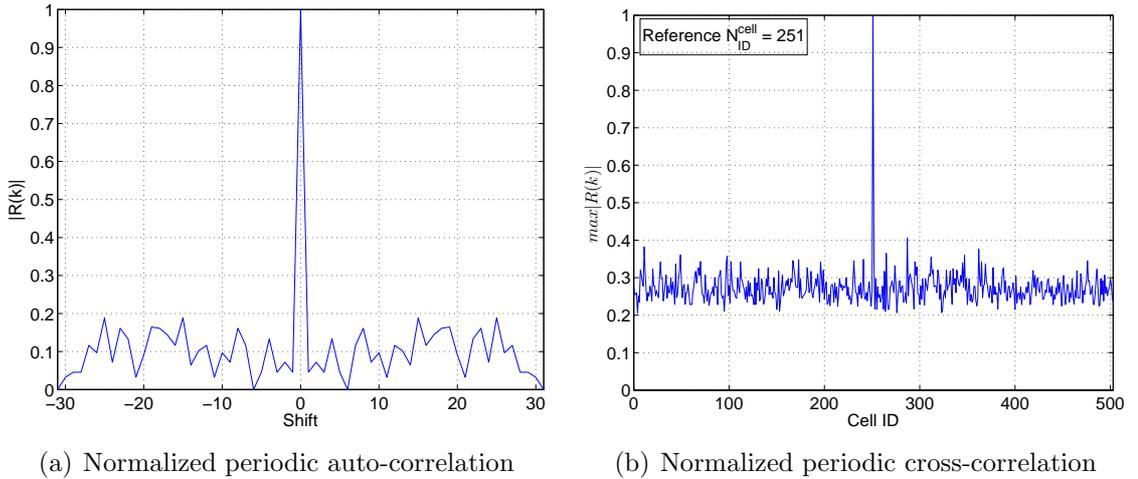 1
0.9
0.8
0.7
0.6
0.5
0.4
0.3
0.2
0.1
0
|R(k)|
−30 −20 −10 0 10 20 30
Shift
(a) Normalized periodic auto-correlation
Reference N_ID^cell = 251
1
0.9
0.8
0.7
0.6
0.5
0.4
0.3
0.2
0.1
0
max|R(k)|
0 100 200 300 400 500
Cell ID
(b) Normalized periodic cross-correlation